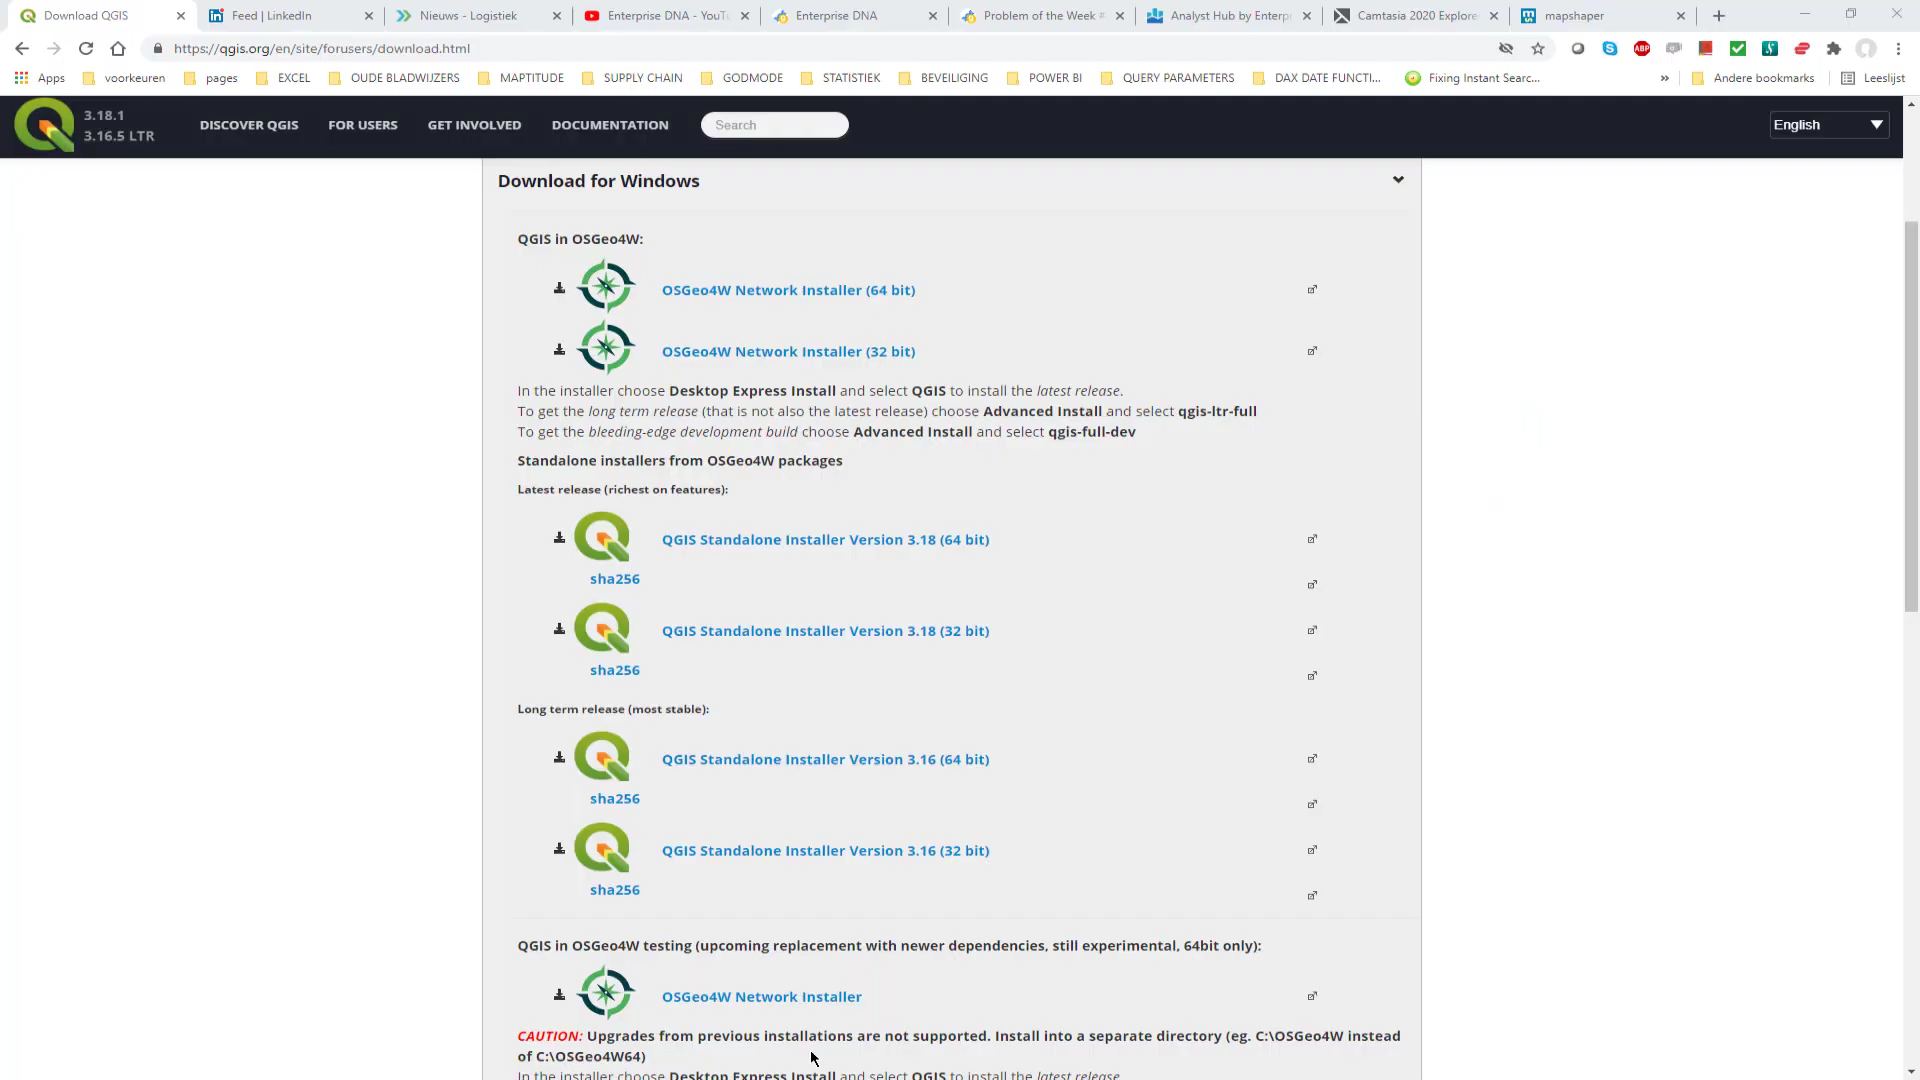 Download QGIS
Feed | LinkedIn
Nieuws - Logistiek
Enterprise DNA - YouTu
Enterprise DNA
Problem of the Week #
Analyst Hub by Enterpr
Camtasia 2020 Explore
mapshaper
https://qgis.org/en/site/forusers/download.html
ABP
Apps
voorkeuren
pages
EXCEL
OUDE BLADWIJZERS
MAPTITUDE
SUPPLY CHAIN
GODMODE
STATISTIEK
BEVEILIGING
POWER BI
QUERY PARAMETERS
DAX DATE FUNCTI...
Fixing Instant Searc...
»
Andere bookmarks
Leeslijst
3.18.1
3.16.5 LTR
DISCOVER QGIS
FOR USERS
GET INVOLVED
DOCUMENTATION
Search
English
Download for Windows
QGIS in OSGeo4W:
OSGeo4W Network Installer (64 bit)
OSGeo4W Network Installer (32 bit)
In the installer choose Desktop Express Install and select QGIS to install the latest release.
To get the long term release (that is not also the latest release) choose Advanced Install and select qgis-ltr-full
To get the bleeding-edge development build choose Advanced Install and select qgis-full-dev
Standalone installers from OSGeo4W packages
Latest release (richest on features):
QGIS Standalone Installer Version 3.18 (64 bit)
sha256
QGIS Standalone Installer Version 3.18 (32 bit)
sha256
Long term release (most stable):
QGIS Standalone Installer Version 3.16 (64 bit)
sha256
QGIS Standalone Installer Version 3.16 (32 bit)
sha256
QGIS in OSGeo4W testing (upcoming replacement with newer dependencies, still experimental, 64bit only):
OSGeo4W Network Installer
CAUTION: Upgrades from previous installations are not supported. Install into a separate directory (eg. C:\OSGeo4W instead
of C:\OSGeo4W64)
In the installer choose Desktop Express Install and select QGIS to install the latest release